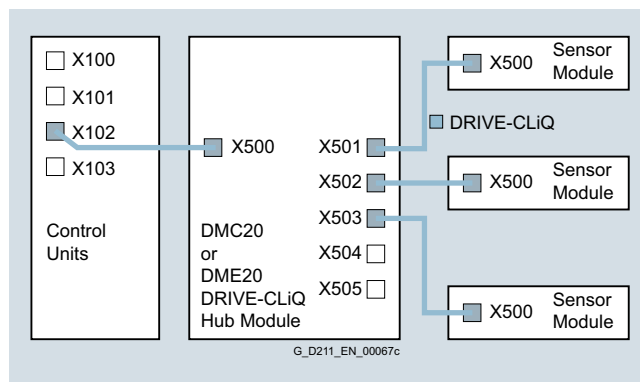 X100
X101
X102
X103
Control
Units
X500
X501
X502
X503
X504
X505
DMC20
or
DME20
DRIVE-CLiQ
Hub Module
X500
Sensor
Module
DRIVE-CLiQ
X500
Sensor
Module
X500
Sensor
Module
G_D211_EN_00067c